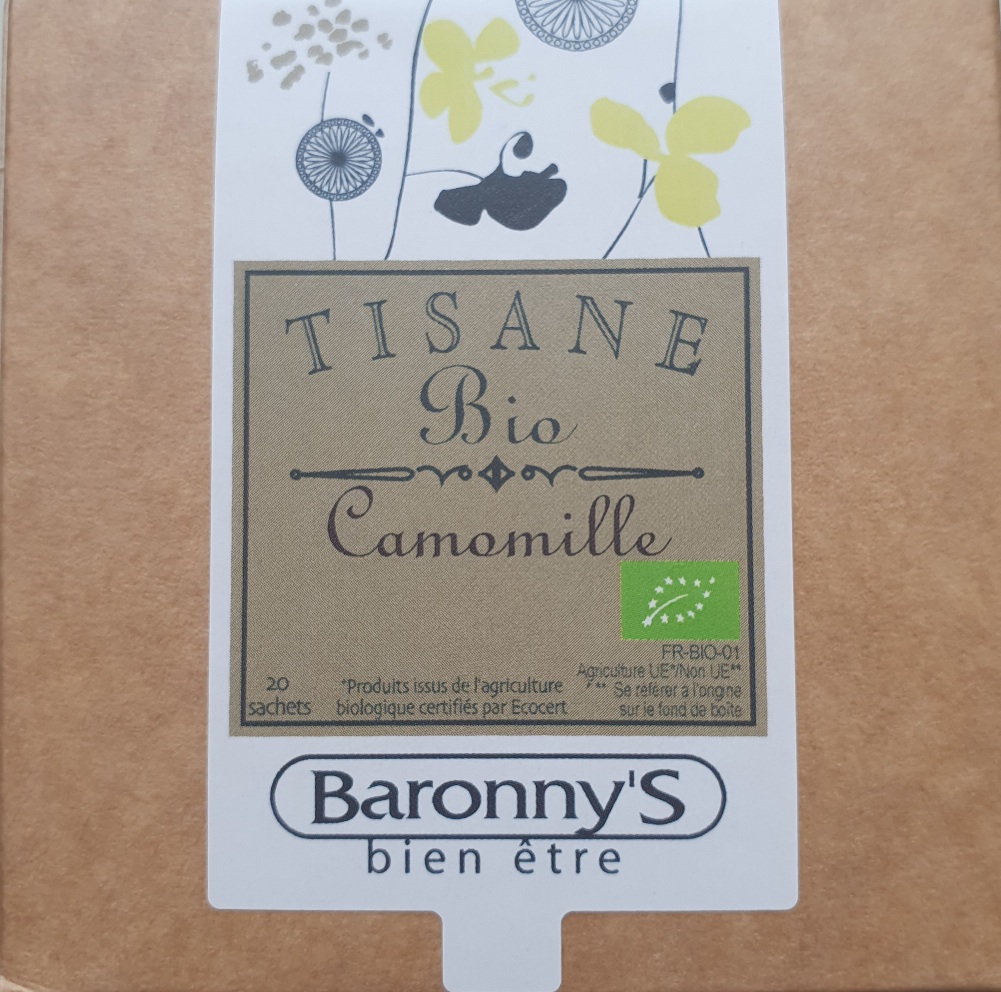 TISANE
Bio
Camomille
FR-BIO-01
Agriculture UE*/Non UE**
*/** Se référer à l'origine
sur le fond de boîte
20
sachets
*Produits issus de l'agriculture
biologique certifiés par Ecocert
Baronny'S
bien être